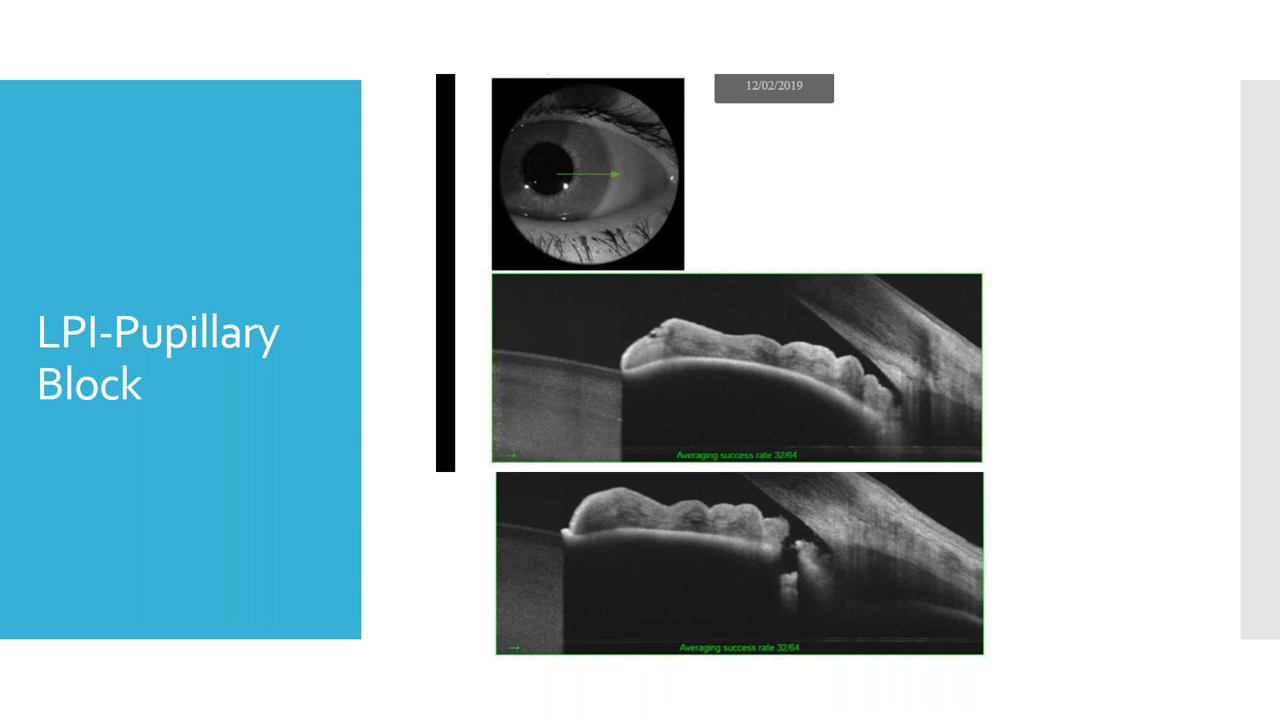 LPI-Pupillary
Block
12/02/2019
Averaging success rate 32/64
Averaging success rate 32/64